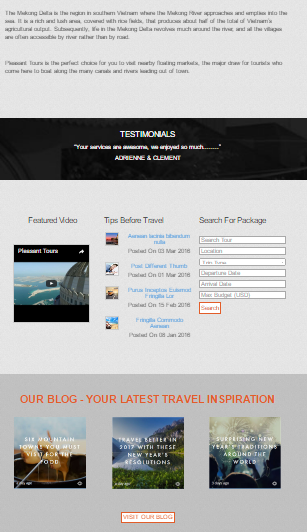 The Mekong Delta is the region in southern Vietnam where the Mekong River approaches and empties into the
sea. It is a rich and lush area, covered with rice fields, that produces about half of the total of Vietnam's
agricultural output. Subsequently, life in the Mekong Delta revolves much around the river, and all the villages
are often accessible by river rather than by road.
Pleasant Tours is the perfect choice for you to visit nearby floating markets, the major draw for tourists who
come here to boat along the many canals and rivers leading out of town.
TESTIMONIALS
"Your services are awesome, we enjoyed so much........."
ADRIENNE & CLEMENT
Featured Video
Pleasant Tours
Tips Before Travel
Aenean lacinia bibendum
nulla
Posted On 03 Mar 2016
Post Different Thumb
Posted On 01 Mar 2016
Purus Inceptos Euismod
Fringilla Lor
Posted On 15 Feb 2016
Fringilla Commodo
Aenean
Posted On 08 Jan 2016
Search For Package
Search Tour
Location
Departure Date
Arrival Date
Max Budget (USD)
Search
OUR BLOG - YOUR LATEST TRAVEL INSPIRATION
SIX MOUNTAIN
TOWNS YOU MUST
VISIT FOR THE
FOOD
TRAVEL BETTER IN
2017 WITH THESE
NEW YEAR'S
RESOLUTIONS
SURPRISING NEW
YEAR'S TRADITIONS
AROUND THE
WORLD
VISIT OUR BLOG